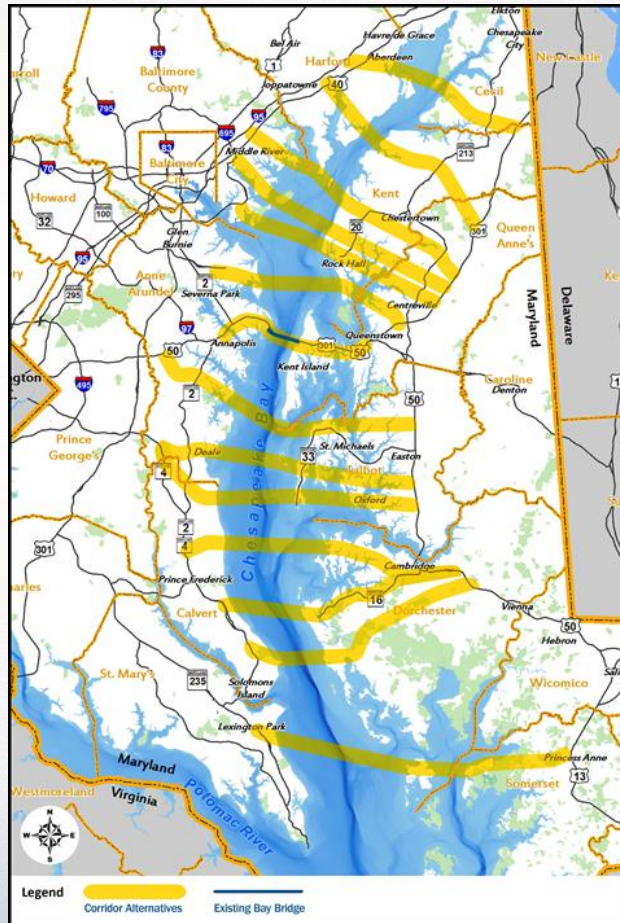 Elkton
Havre de Grace
Chesapeake
City
Bel Air
Harford
Aberdeen
New Castle
83
1
Baltimore
County
Joppatowne
40
Cecil
795
95
695
83
Middle River
213
Baltimore
City
70
Kent
Howard
100
Chestertown
Queen
Anne's
32
20
Glen
Burnie
301
95
Rock Hall
Anne
Arundel
2
295
Severna Park
Centreville
Maryland
Delaware
97
Queenstown
50
Annapolis
301
50
Kent Island
495
Caroline
2
50
Denton
Prince
George's
Chesapeake Bay
St. Michaels
Deale
Easton
33
Talbot
4
Oxford
2
301
4
Cambridge
Prince Frederick
16
Dorchester
Calvert
Vienna
50
Hebron
St. Mary's
235
Solomons
Island
Wicomico
Lexington Park
Princess Anne
Maryland
13
Westmoreland
Virginia
Somerset
Potomac River
N
W
E
S
Legend
Corridor Alternatives
Existing Bay Bridge